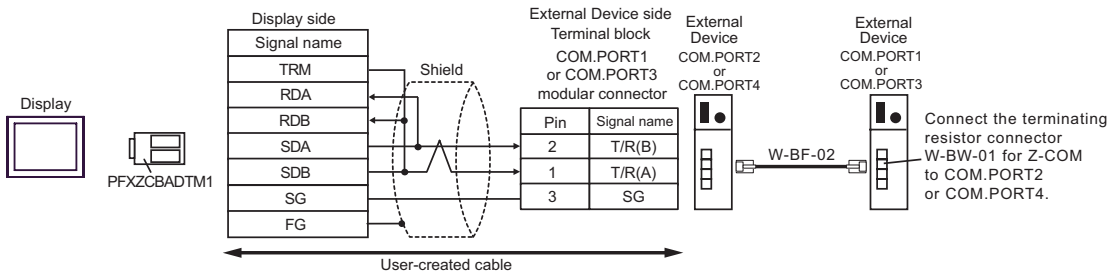 Display
PFXZCBADTM1
Display side
Signal name
TRM
RDA
RDB
SDA
SDB
SG
FG
Shield
User-created cable
External Device side
Terminal block
COM.PORT1
or COM.PORT3
modular connector
Pin Signal name
2 T/R(B)
1 T/R(A)
3 SG
External
Device
COM.PORT2
or
COM.PORT4
W-BF-02
External
Device
COM.PORT1
or
COM.PORT3
Connect the terminating
resistor connector
W-BW-01 for Z-COM
to COM.PORT2
or COM.PORT4.